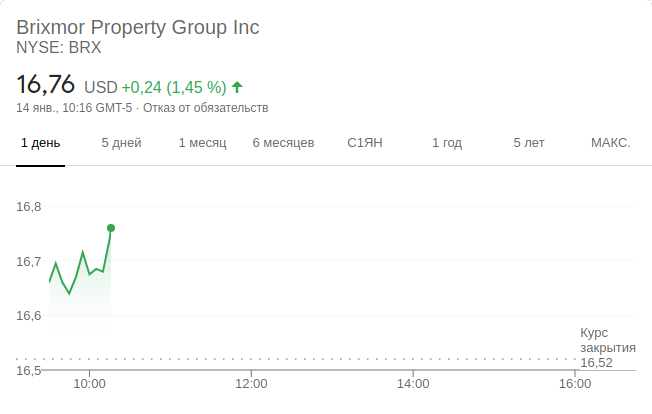 Brixmor Property Group Inc
NYSE: BRX
16,76 USD +0,24 (1,45 %)
14 янв., 10:16 GMT-5 · Отказ от обязательств
1 день 5 дней 1 месяц 6 месяцев С1ЯН 1 год 5 лет МАКС.
16,8
16,7
16,6
Курс
закрытия
16,52
16,5
10:00 12:00 14:00 16:00